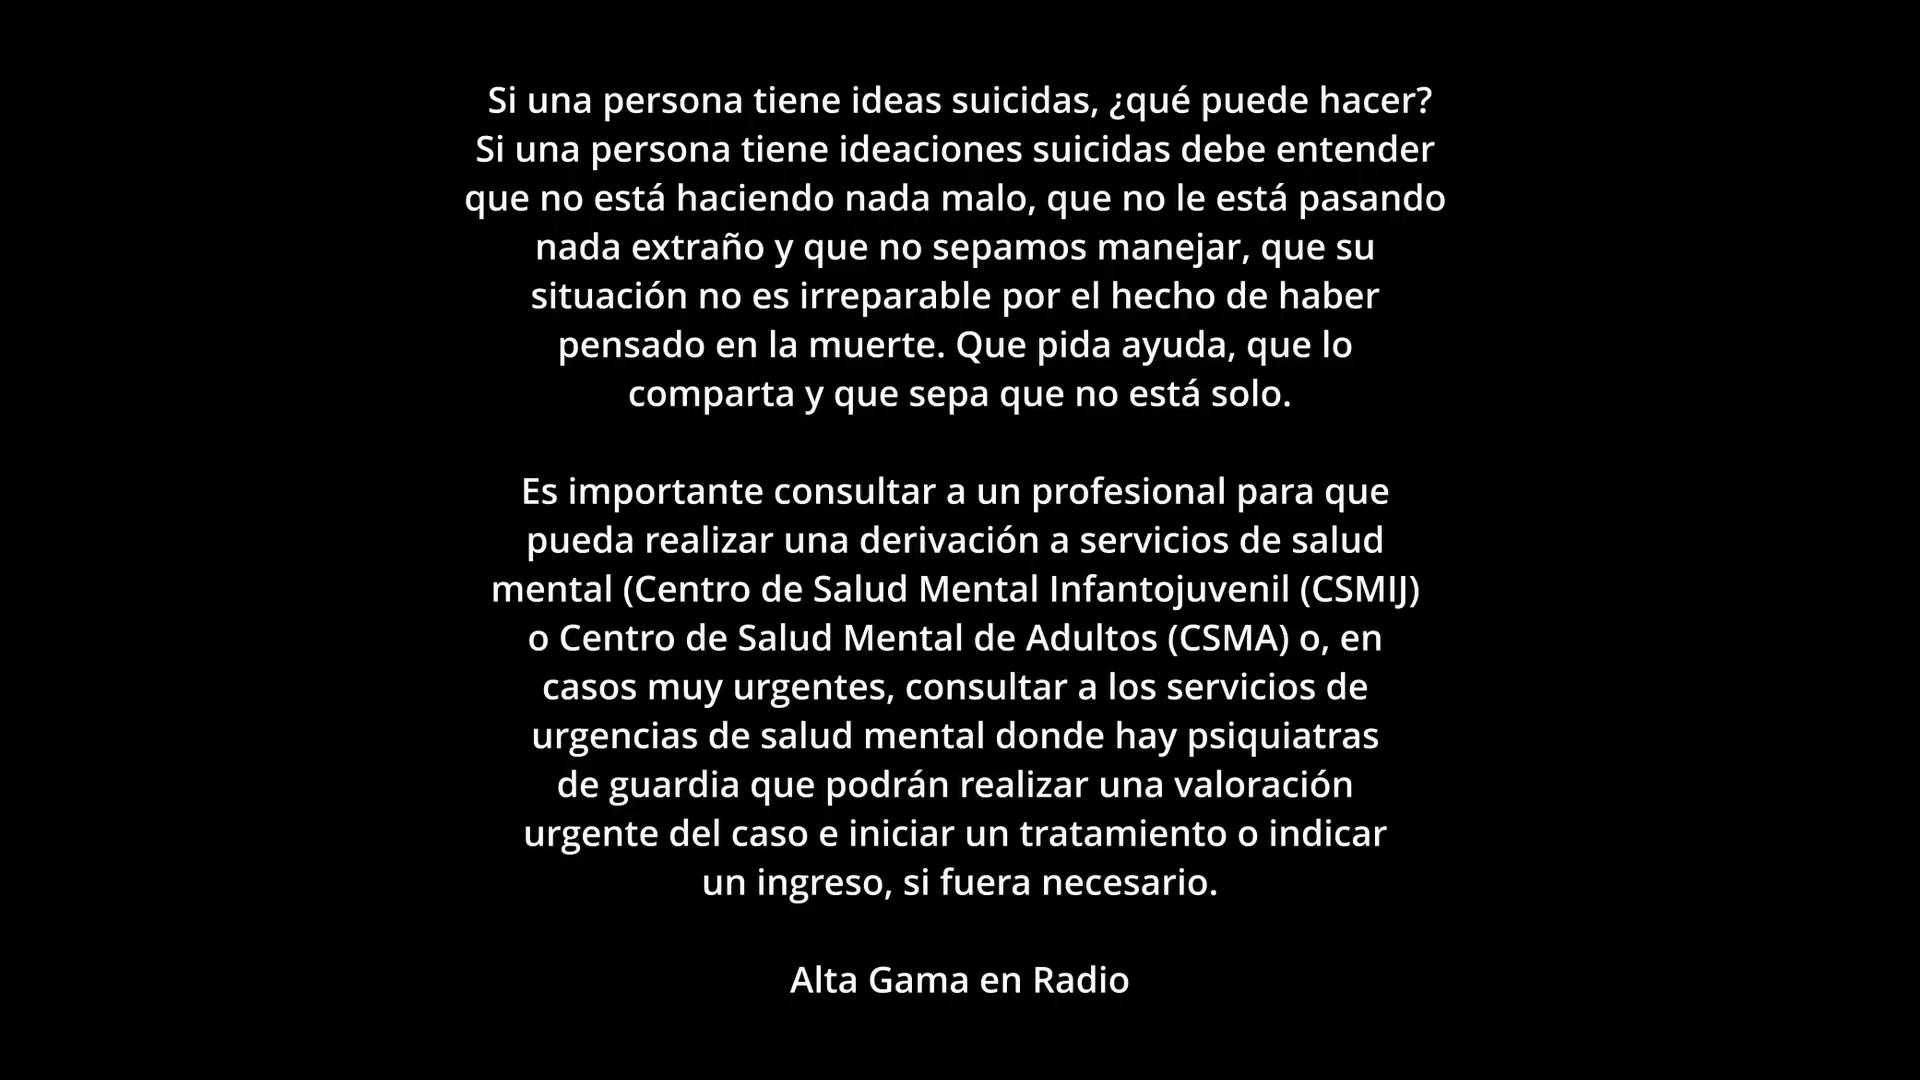 Si una persona tiene ideas suicidas, ¿qué puede hacer?
Si una persona tiene ideaciones suicidas debe entender
que no está haciendo nada malo, que no le está pasando
nada extraño y que no sepamos manejar, que su
situación no es irreparable por el hecho de haber
pensado en la muerte. Que pida ayuda, que lo
comparta y que sepa que no está solo.
Es importante consultar a un profesional para que
pueda realizar una derivación a servicios de salud
mental (Centro de Salud Mental Infantojuvenil (CSMIJ)
o Centro de Salud Mental de Adultos (CSMA) o, en
casos muy urgentes, consultar a los servicios de
urgencias de salud mental donde hay psiquiatras
de guardia que podrán realizar una valoración
urgente del caso e iniciar un tratamiento o indicar
un ingreso, si fuera necesario.
Alta Gama en Radio